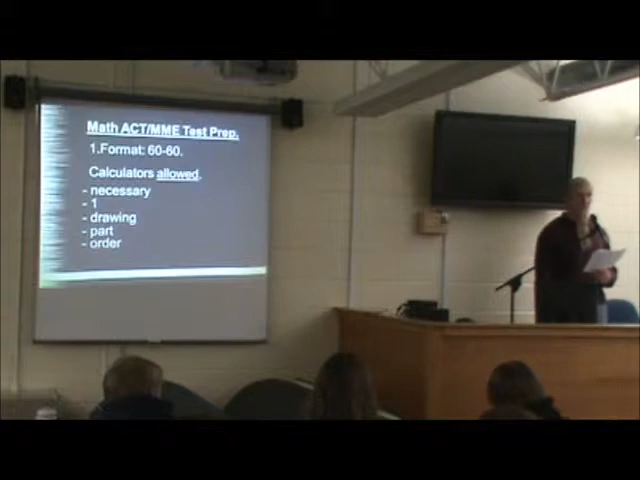 Math ACT/MME Test Prep.
1.Format: 60-60.
Calculators allowed.
- necessary
- 1
- drawing
- part
- order